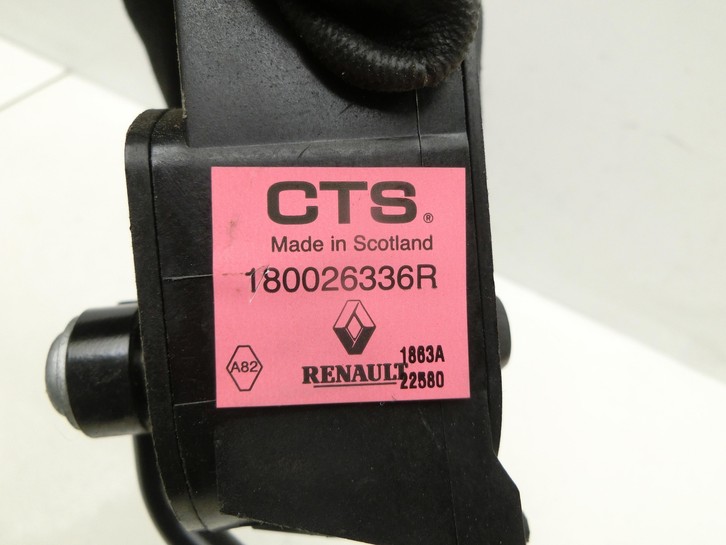 CTS®
Made in Scotland
180026336R
A82
RENAULT
1863A
22580